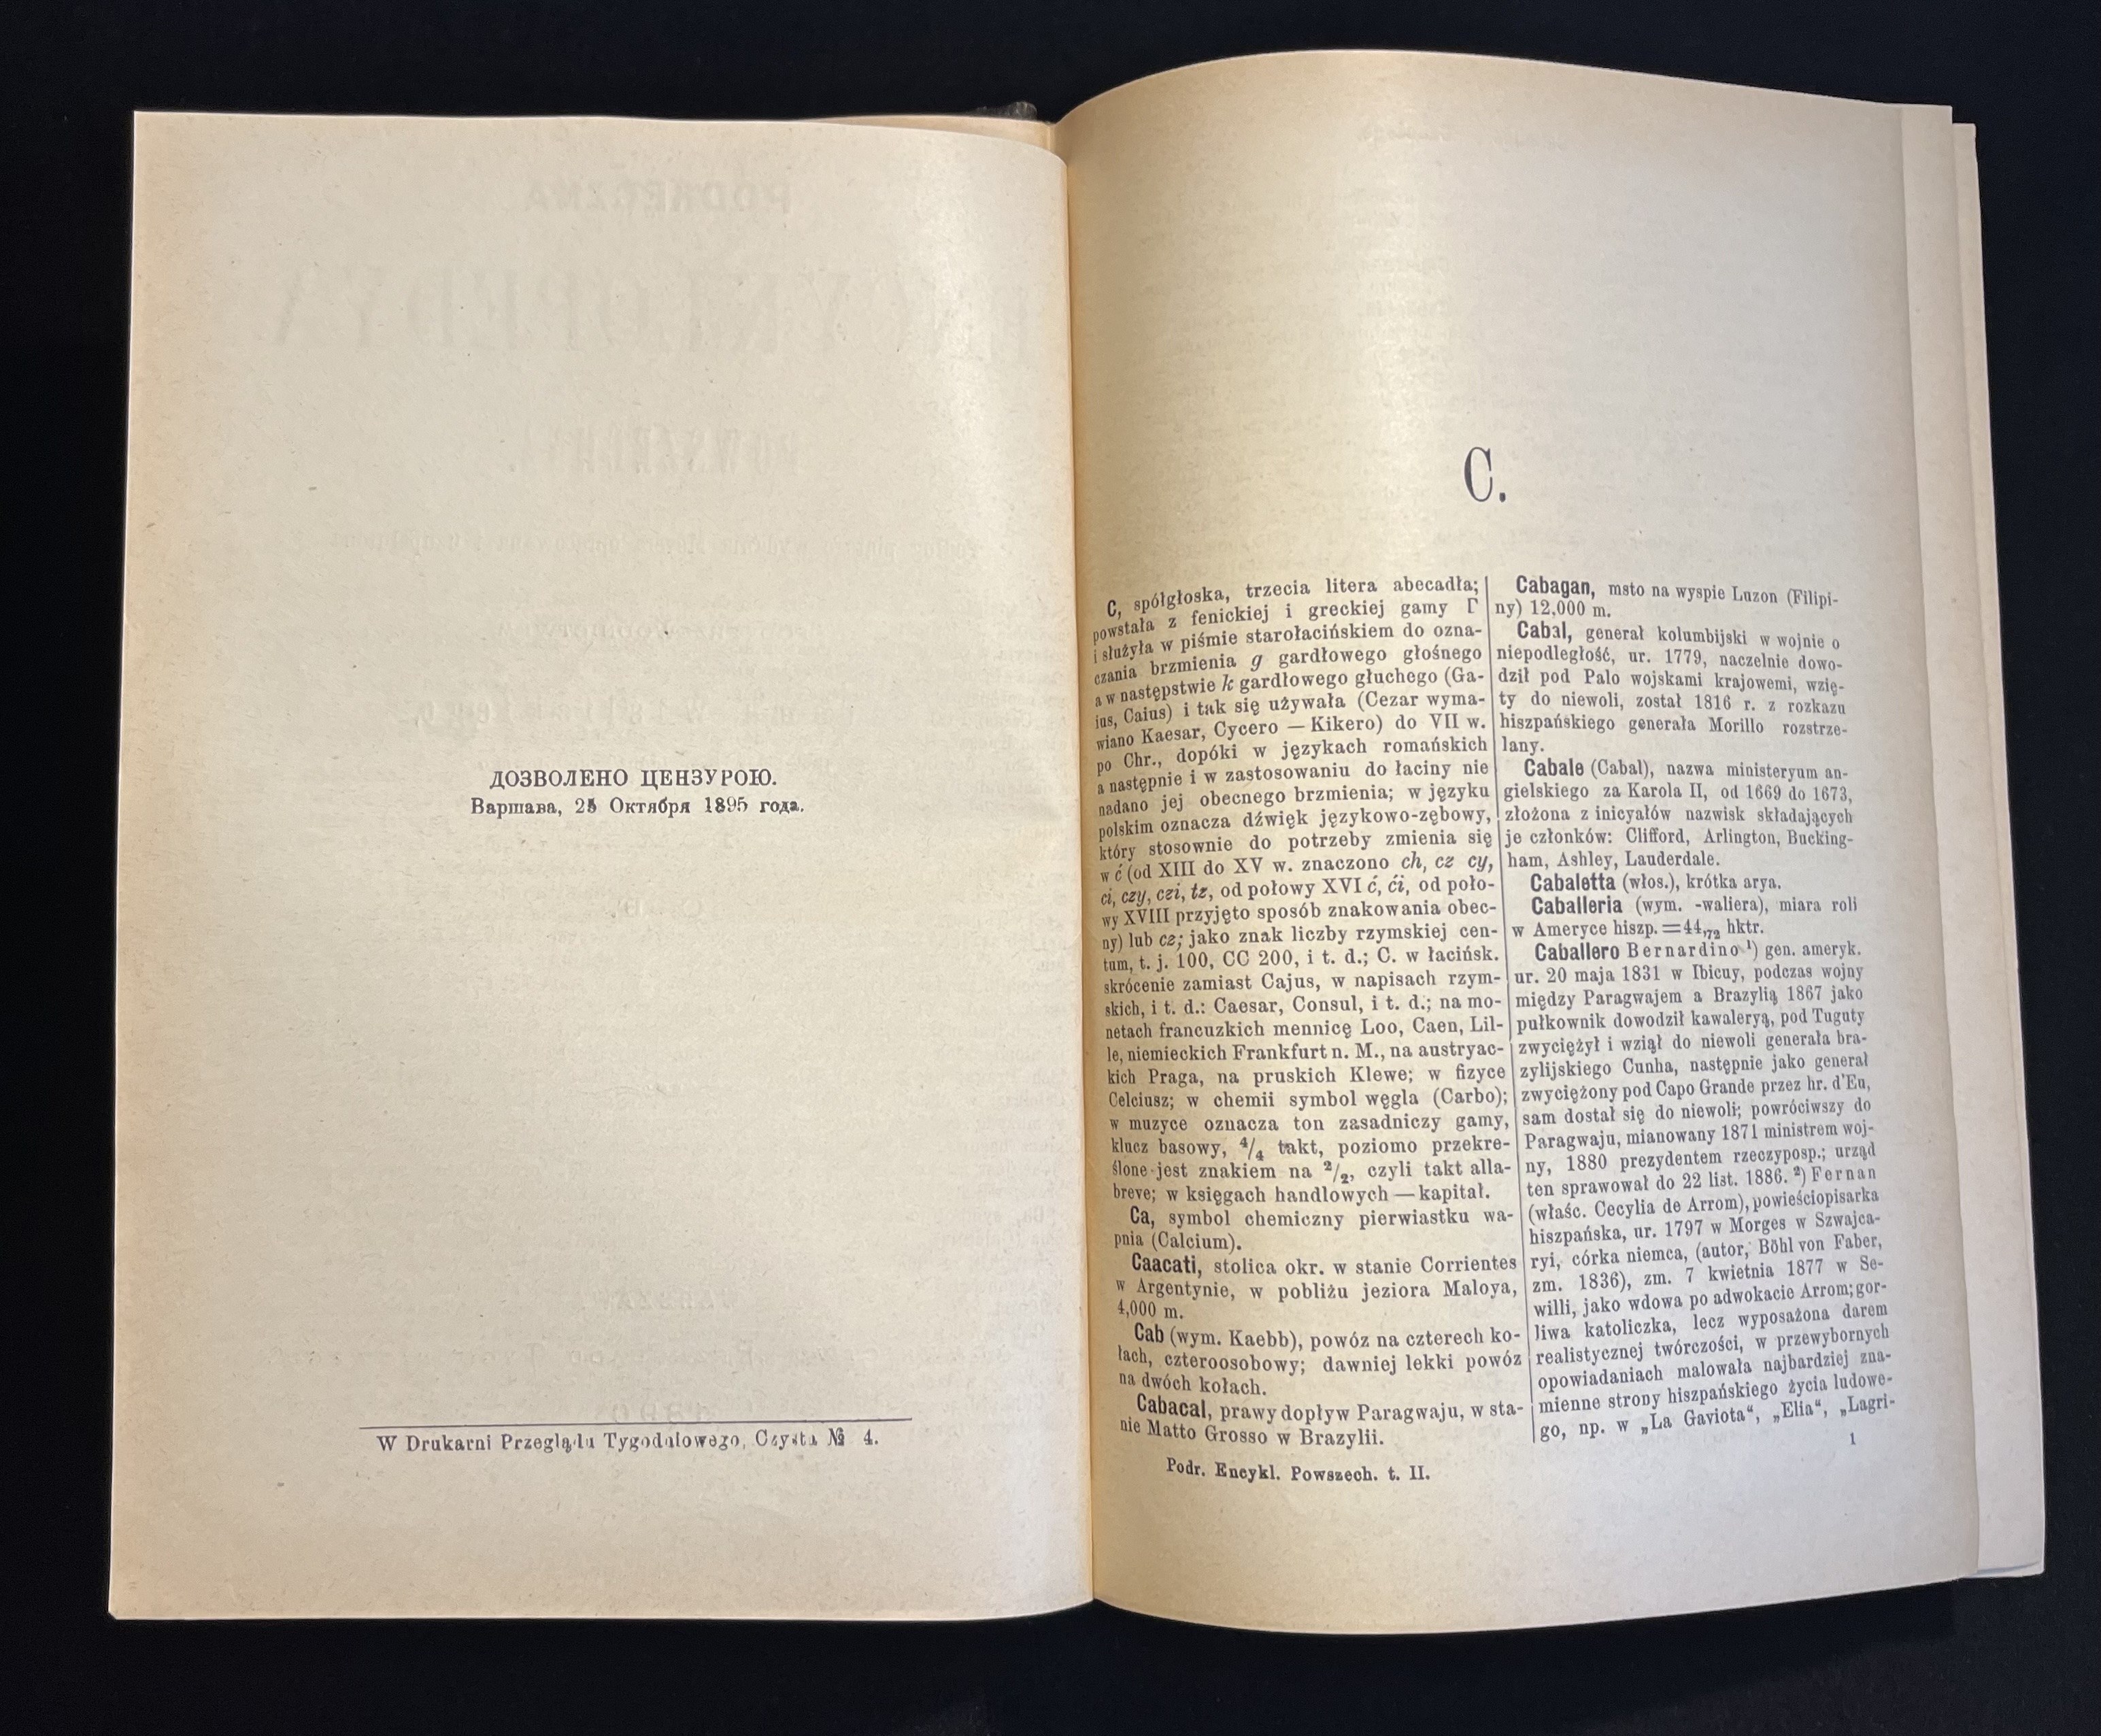 ДОЗВОЛЕНО ЦЕНЗУРОЮ.
Варшава, 25 Октября 1895 года.
W Drukarni Przeglądu Tygodniowego, Czysta № 4.
C.
C, spółgłoska, trzecia litera abecadła;
powstała z fenickiej i greckiej gamy Γ
i służyła w piśmie starołacińskiem do ozna-
czania brzmienia g gardłowego głośnego
a w następstwie k gardłowego głuchego (Ga-
ius, Caius) i tak się używała (Cezar wyma-
wiano Kaesar, Cycero — Kikero) do VII w.
po Chr., dopóki w językach romańskich
a następnie i w zastosowaniu do łaciny nie
nadano jej obecnego brzmienia; w języku
polskim oznacza dźwięk językowo-zębowy,
który stosownie do potrzeby zmienia się
w ć (od XIII do XV w. znaczono ch, cz cy,
ci, czy, czi, tz, od połowy XVI ć, ći, od poło-
wy XVIII przyjęto sposób znakowania obec-
ny) lub cz; jako znak liczby rzymskiej cen-
tum, t. j. 100, CC 200, i t. d.; C. w łacińsk.
skrócenie zamiast Cajus, w napisach rzym-
skich, i t. d.: Caesar, Consul, i t. d.; na mo-
netach francuzkich mennicę Loo, Caen, Lil-
le, niemieckich Frankfurt n. M., na austryac-
kich Praga, na pruskich Klewe; w fizyce
Celciusz; w chemii symbol węgla (Carbo);
w muzyce oznacza ton zasadniczy gamy,
klucz basowy, 4/4 takt, poziomo przekre-
ślone jest znakiem na 2/2, czyli takt alla-
breve; w księgach handlowych — kapitał.
Ca, symbol chemiczny pierwiastku wa-
pnia (Calcium).
Caacati, stolica okr. w stanie Corrientes
w Argentynie, w pobliżu jeziora Maloya,
4,000 m.
Cab (wym. Kaebb), powóz na czterech ko-
łach, czteroosobowy; dawniej lekki powóz
na dwóch kołach.
Cabacal, prawy dopływ Paragwaju, w sta-
nie Matto Grosso w Brazylii.
Podr. Encykl. Powszech. t. II.
Cabagan, msto na wyspie Luzon (Filipi-
ny) 12,000 m.
Cabal, generał kolumbijski w wojnie o
niepodległość, ur. 1779, naczelnie dowo-
dził pod Palo wojskami krajowemi, wzię-
ty do niewoli, został 1816 r. z rozkazu
hiszpańskiego generała Morillo rozstrze-
lany.
Cabale (Cabal), nazwa ministeryum an-
gielskiego za Karola II, od 1669 do 1673,
złożona z inicyałów nazwisk składających
je członków: Clifford, Arlington, Bucking-
ham, Ashley, Lauderdale.
Cabaletta (włos.), krótka arya.
Caballeria (wym. -waliera), miara roli
w Ameryce hiszp. = 44,72 hktr.
Caballero Bernardino ¹) gen. ameryk.
ur. 20 maja 1831 w Ibicuy, podczas wojny
między Paragwajem a Brazylią 1867 jako
pułkownik dowodził kawaleryą, pod Tuguty
zwyciężył i wziął do niewoli generała bra-
zylijskiego Cunha, następnie jako generał
zwyciężony pod Capo Grande przez hr. d'Eu,
sam dostał się do niewoli; powróciwszy do
Paragwaju, mianowany 1871 ministrem woj-
ny, 1880 prezydentem rzeczyposp.; urząd
ten sprawował do 22 list. 1886. ²) Fernan
(właśc. Cecylia de Arrom), powieściopisarka
hiszpańska, ur. 1797 w Morges w Szwajca-
ryi, córka niemca, (autor, Böhl von Faber,
zm. 1836), zm. 7 kwietnia 1877 w Se-
willi, jako wdowa po adwokacie Arrom; gor-
liwa katoliczka, lecz wyposażona darem
realistycznej twórczości, w przewybornych
opowiadaniach malowała najbardziej zna-
mienne strony hiszpańskiego życia ludowe-
go, np. w „La Gaviota“, „Elia“, „Lagri-
1